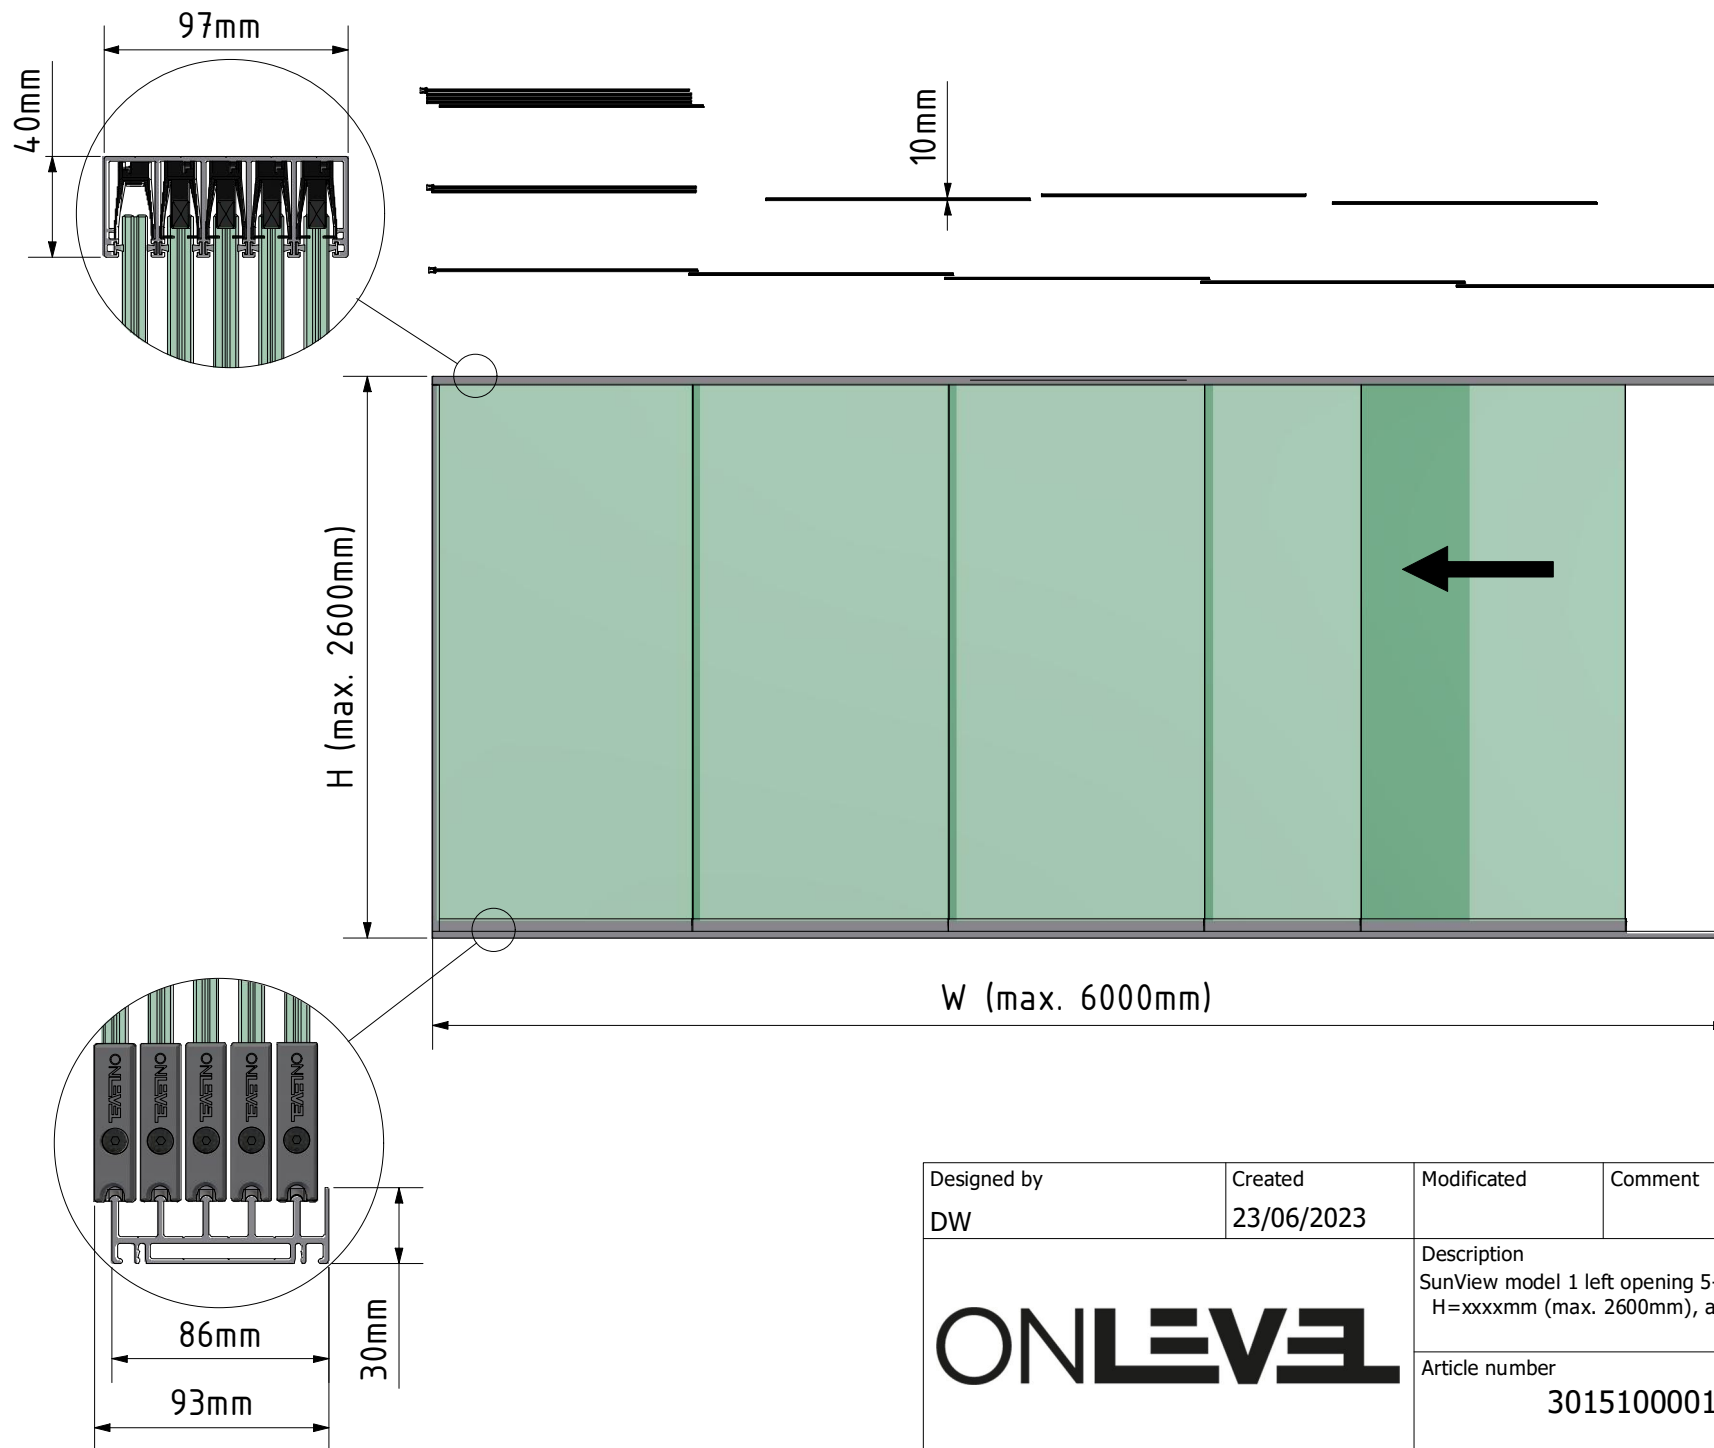 97mm
40mm
10mm
H (max. 2600mm)
W (max. 6000mm)
ONLEVEL
ONLEVEL
ONLEVEL
ONLEVEL
ONLEVEL
30mm
86mm
93mm
Designed by
DW
Created
23/06/2023
Modificated
Comment
ONLEVEL
Description
SunView model 1 left opening 5-
H=xxxxmm (max. 2600mm), a
Article number
3015100001